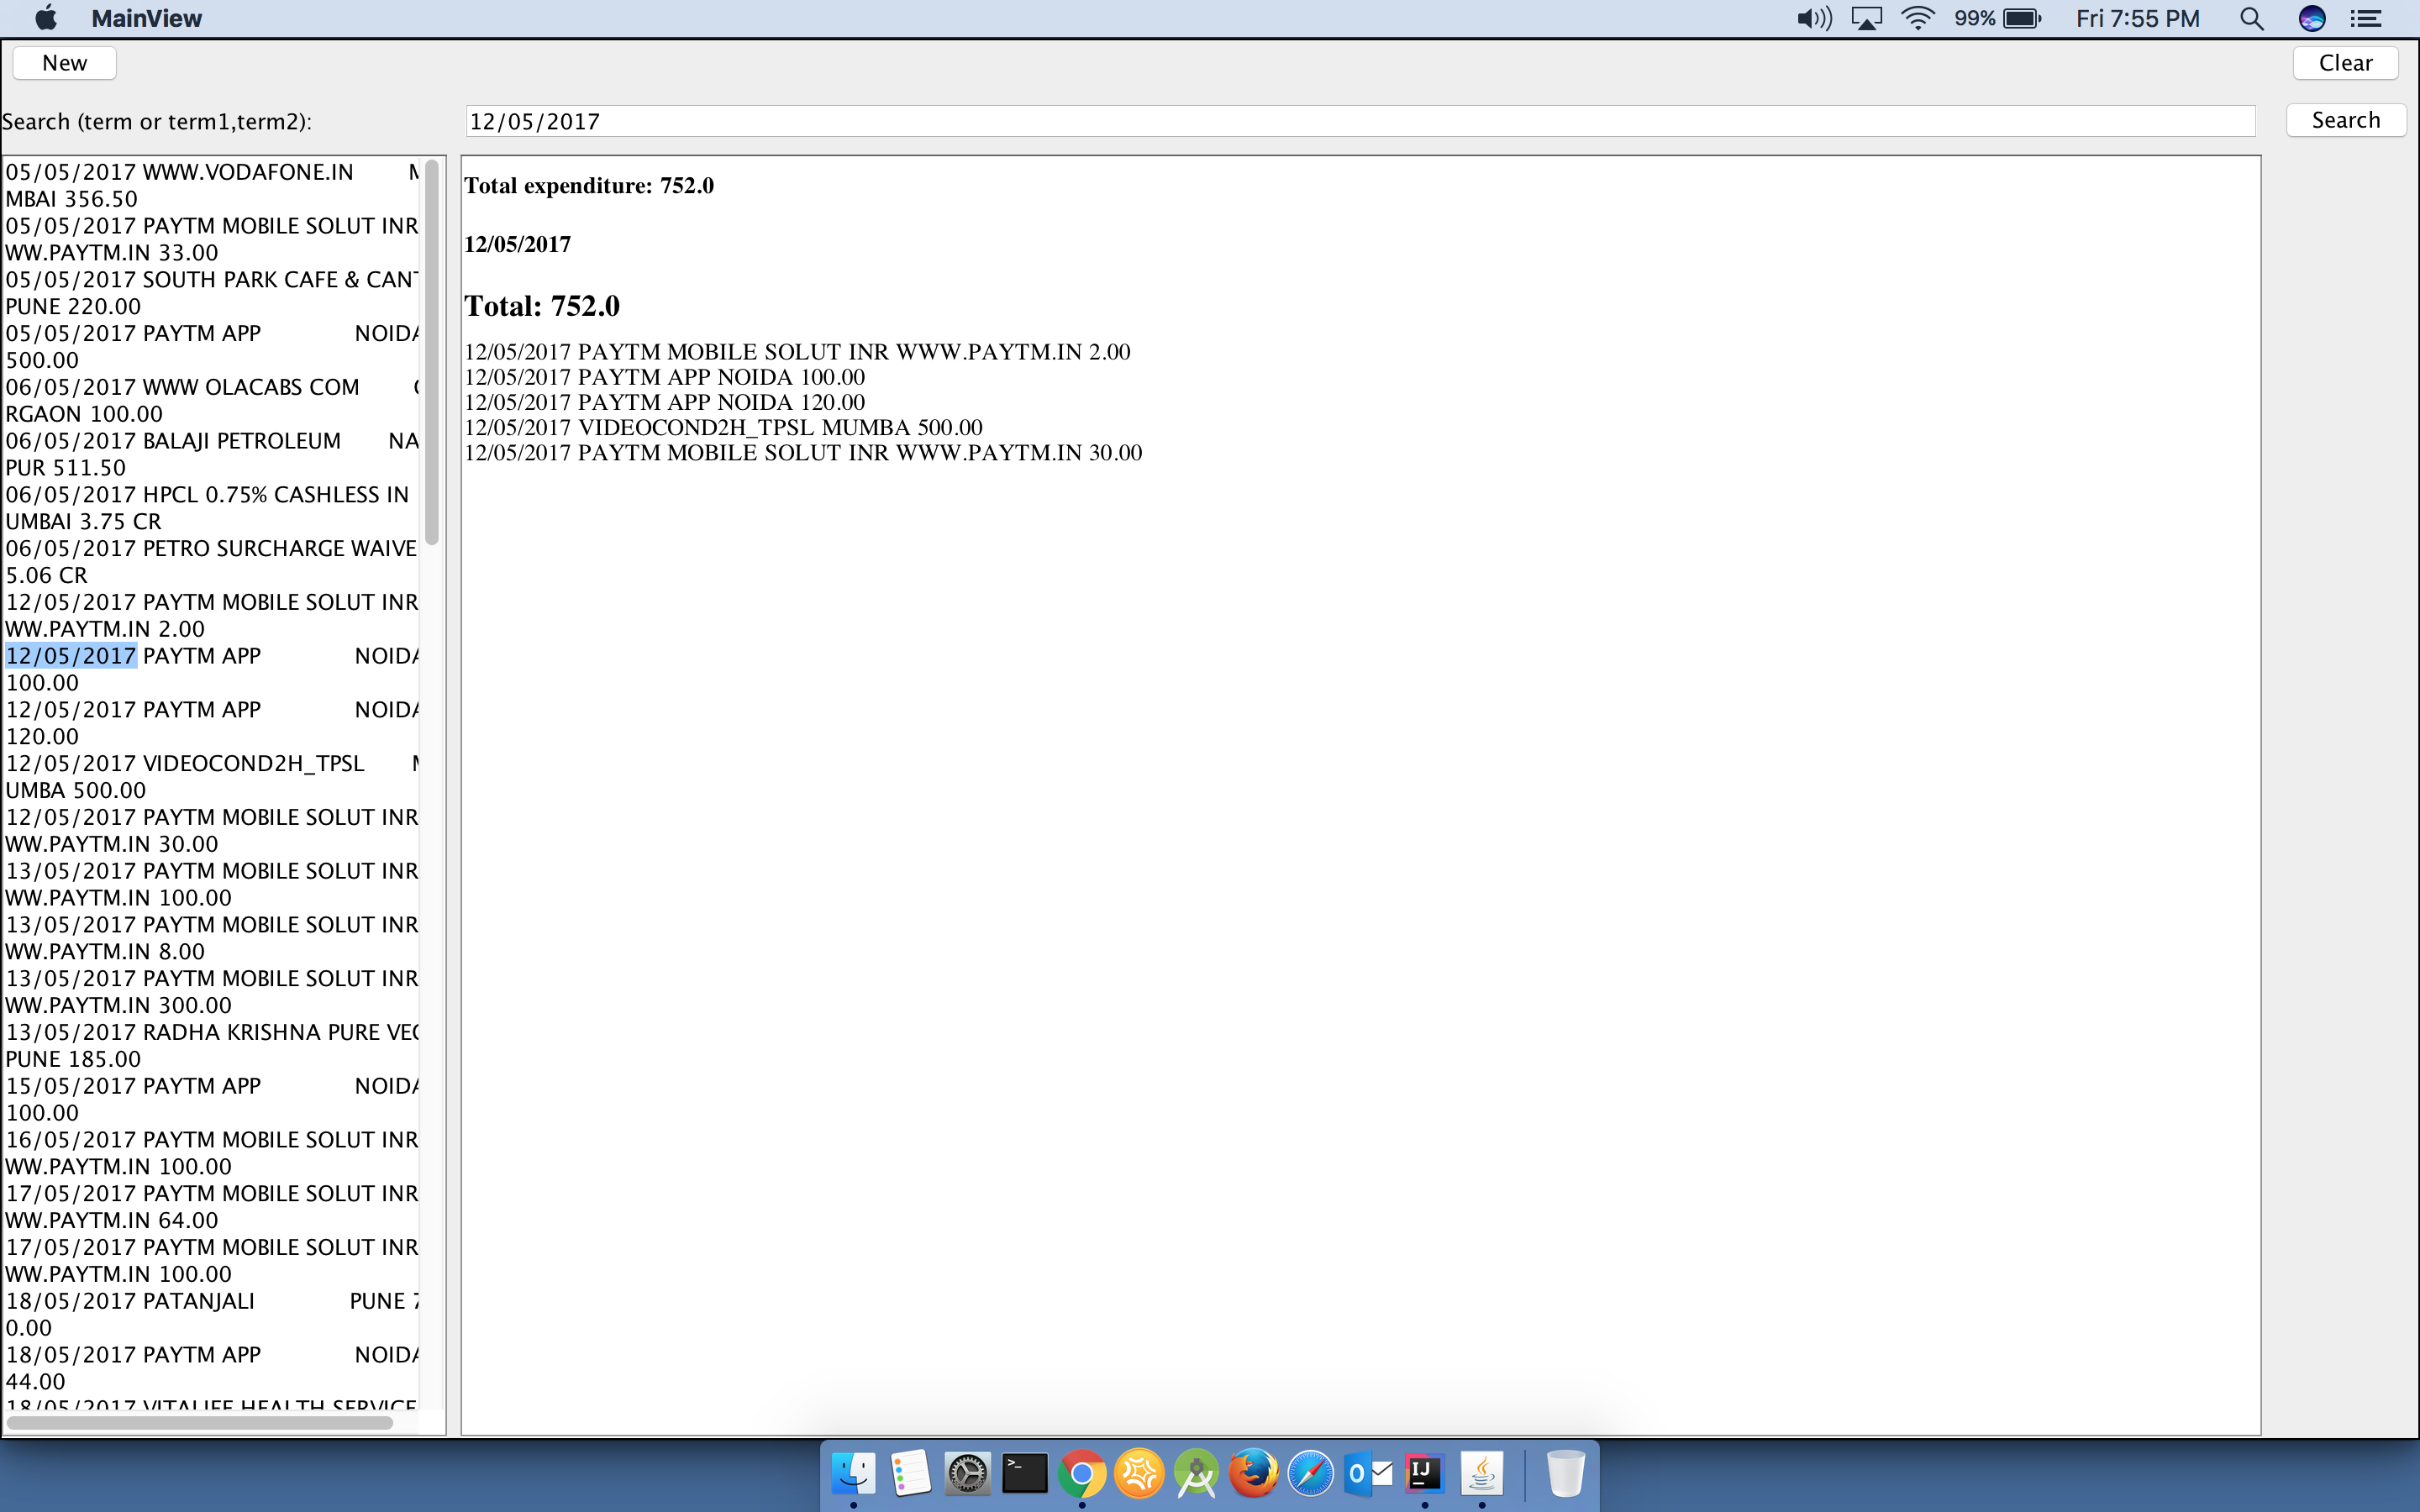 MainView
99%
Fri 7:55 PM
New
Clear
Search (term or term1,term2):
12/05/2017
Search
05/05/2017 WWW.VODAFONE.IN
MBAI 356.50
05/05/2017 PAYTM MOBILE SOLUT INR
WW.PAYTM.IN 33.00
05/05/2017 SOUTH PARK CAFE & CANT
PUNE 220.00
05/05/2017 PAYTM APP NOIDA
500.00
06/05/2017 WWW OLACABS COM
RGAON 100.00
06/05/2017 BALAJI PETROLEUM NA
PUR 511.50
06/05/2017 HPCL 0.75% CASHLESS IN
UMBAI 3.75 CR
06/05/2017 PETRO SURCHARGE WAIVE
5.06 CR
12/05/2017 PAYTM MOBILE SOLUT INR
WW.PAYTM.IN 2.00
12/05/2017 PAYTM APP NOIDA
100.00
12/05/2017 PAYTM APP NOIDA
120.00
12/05/2017 VIDEOCOND2H_TPSL M
UMBA 500.00
12/05/2017 PAYTM MOBILE SOLUT INR
WW.PAYTM.IN 30.00
13/05/2017 PAYTM MOBILE SOLUT INR
WW.PAYTM.IN 100.00
13/05/2017 PAYTM MOBILE SOLUT INR
WW.PAYTM.IN 8.00
13/05/2017 PAYTM MOBILE SOLUT INR
WW.PAYTM.IN 300.00
13/05/2017 RADHA KRISHNA PURE VEG
PUNE 185.00
15/05/2017 PAYTM APP NOIDA
100.00
16/05/2017 PAYTM MOBILE SOLUT INR
WW.PAYTM.IN 100.00
17/05/2017 PAYTM MOBILE SOLUT INR
WW.PAYTM.IN 64.00
17/05/2017 PAYTM MOBILE SOLUT INR
WW.PAYTM.IN 100.00
18/05/2017 PATANJALI PUNE 7
0.00
18/05/2017 PAYTM APP NOIDA
44.00
18/05/2017 VITALIFE HEALTH SERVICE
Total expenditure: 752.0
12/05/2017
Total: 752.0
12/05/2017 PAYTM MOBILE SOLUT INR WWW.PAYTM.IN 2.00
12/05/2017 PAYTM APP NOIDA 100.00
12/05/2017 PAYTM APP NOIDA 120.00
12/05/2017 VIDEOCOND2H_TPSL MUMBA 500.00
12/05/2017 PAYTM MOBILE SOLUT INR WWW.PAYTM.IN 30.00
>_
O
IJ